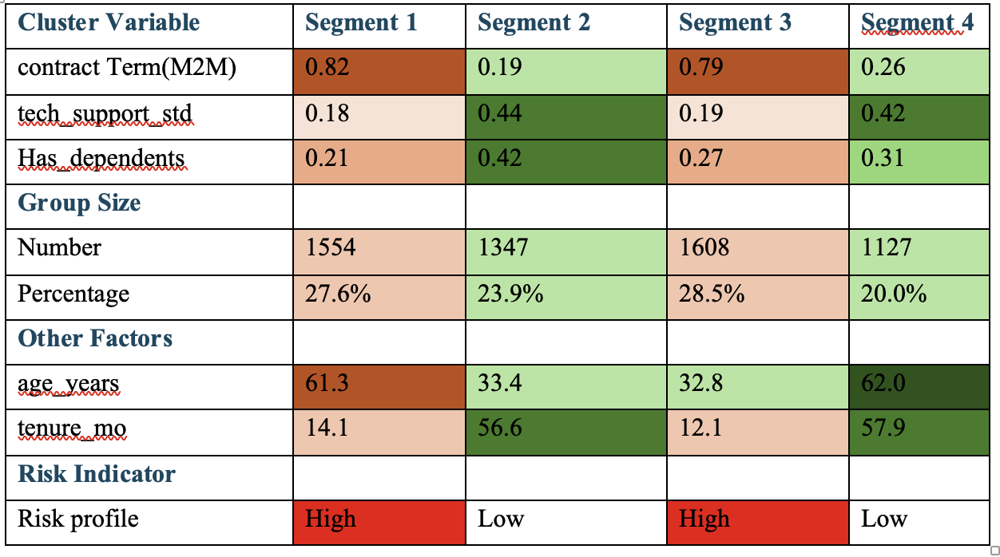 Cluster Variable Segment 1 Segment 2 Segment 3 Segment 4
contract Term(M2M) 0.82 0.19 0.79 0.26
tech_support_std 0.18 0.44 0.19 0.42
Has_dependents 0.21 0.42 0.27 0.31
Group Size
Number 1554 1347 1608 1127
Percentage 27.6% 23.9% 28.5% 20.0%
Other Factors
age_years 61.3 33.4 32.8 62.0
tenure_mo 14.1 56.6 12.1 57.9
Risk Indicator
Risk profile High Low High Low